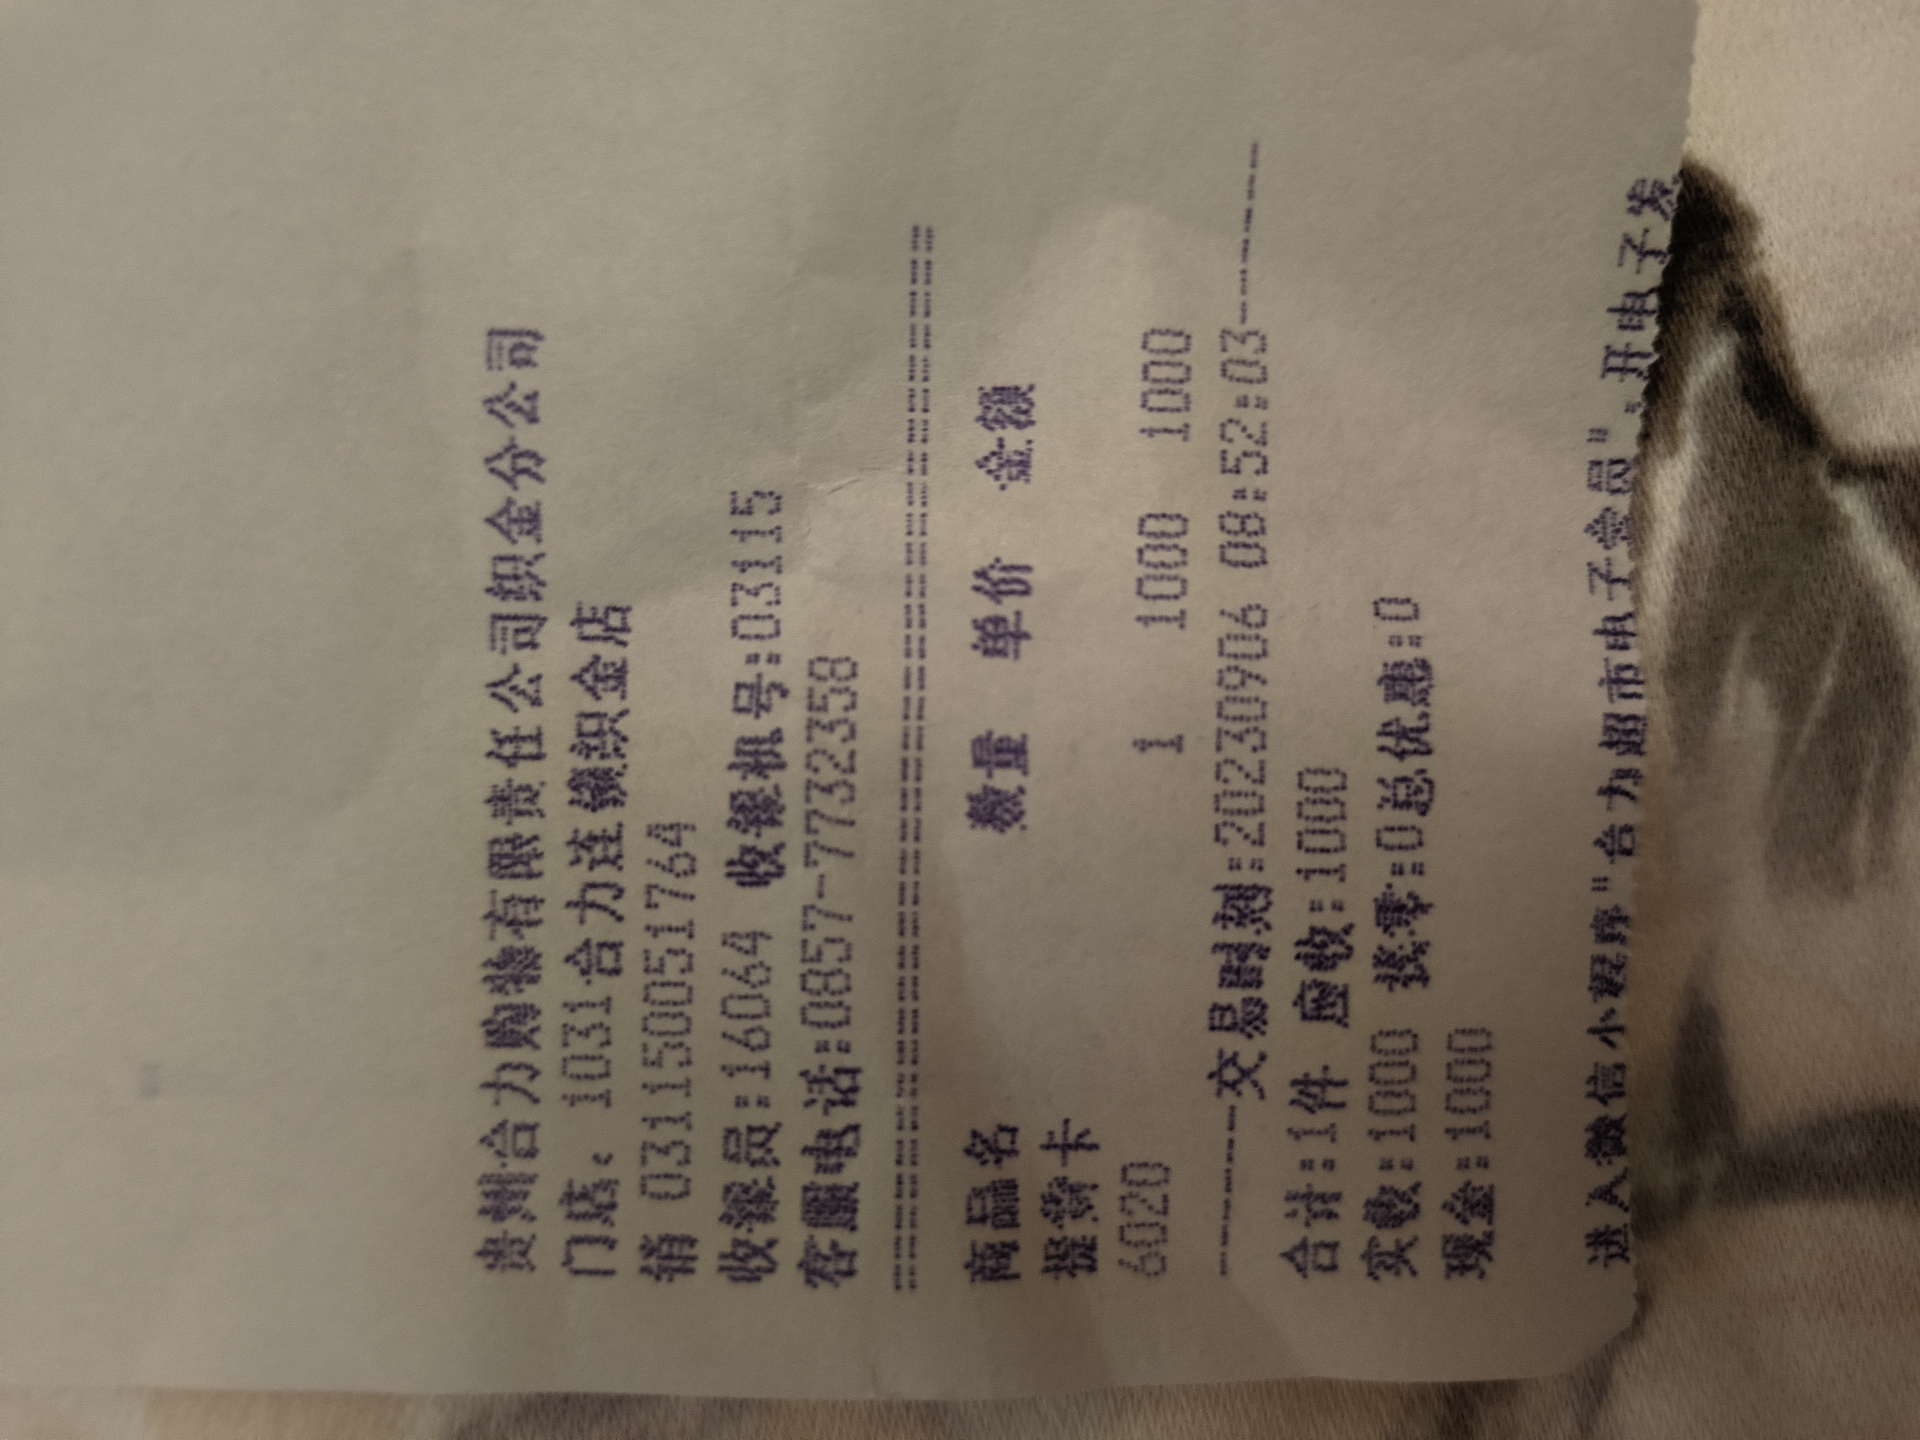 贵州合力购物有限责任公司织金分公司
门店: 1031合力连锁织金店
销 031150051764
收银员:16064 收银机号:03115
客服电话:0857-7732358
================================
商品名 数量 单价 金额
提货卡
6020 1 1000 1000
------交易时刻:20230906 08:52:03------
合计:1件 应收:1000
实收:1000 找零:0总优惠:0
现金:1000
进入微信小程序"合力超市电子会员",开电子发